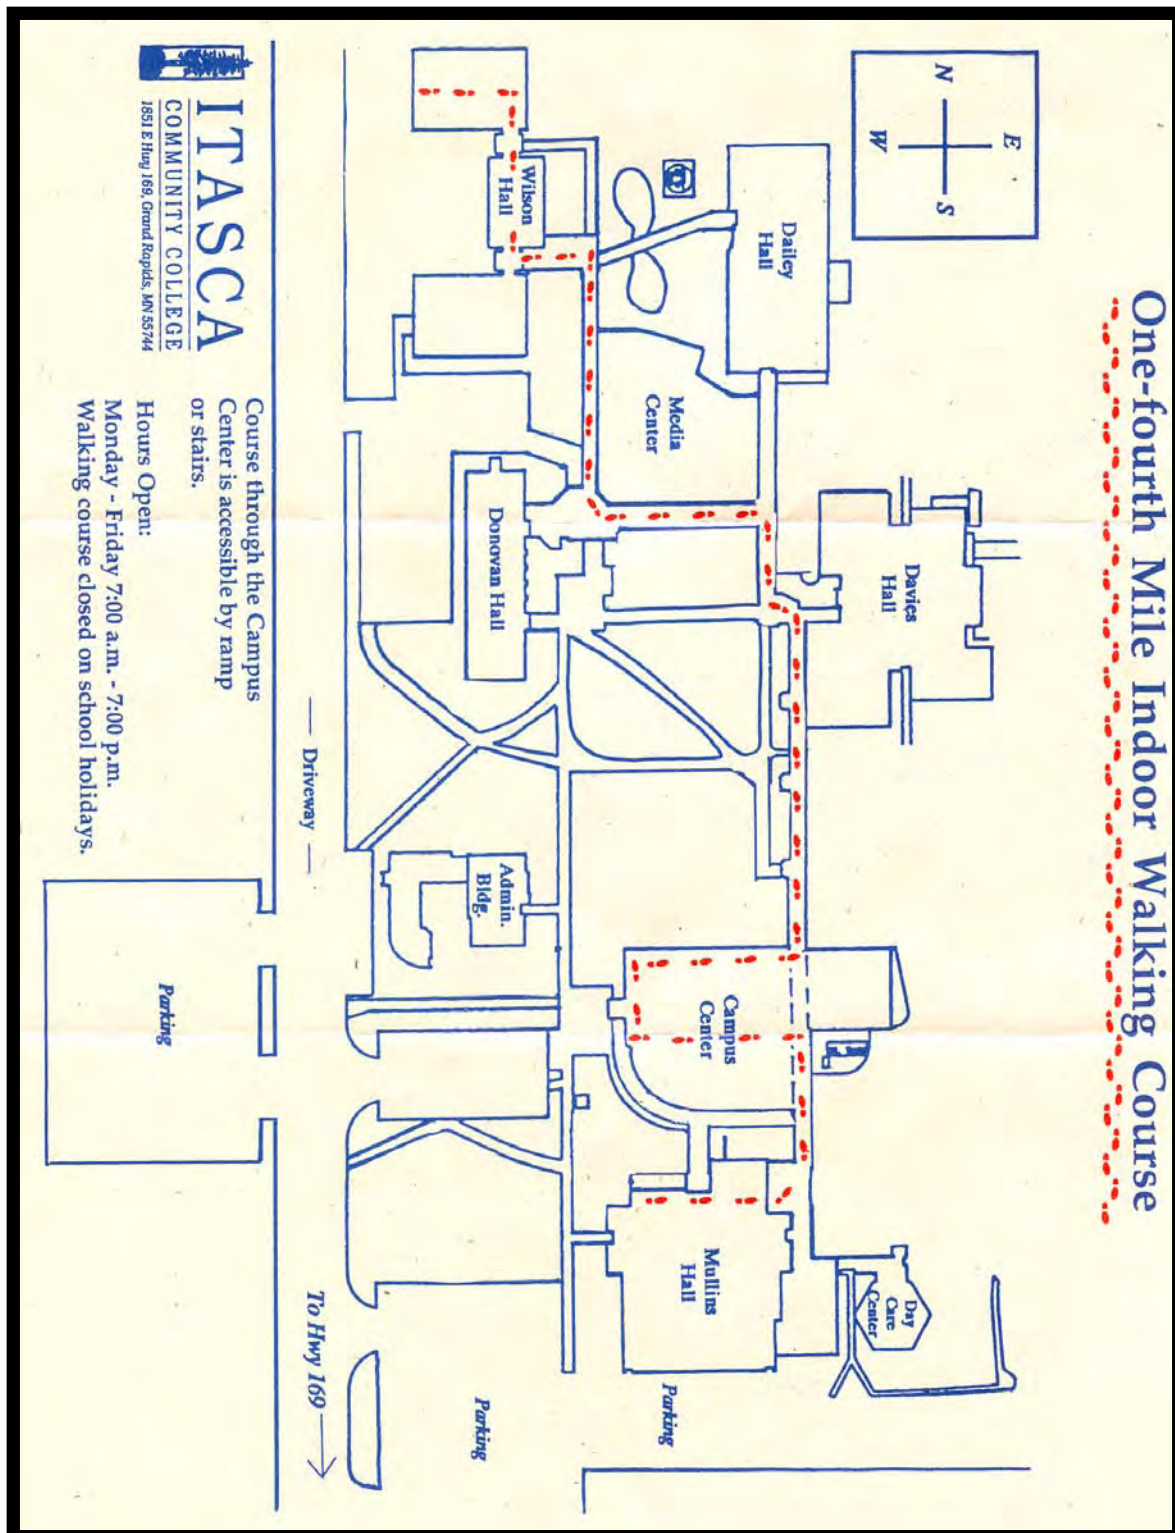 One-fourth Mile Indoor Walking Course
N
E
W
S
Dailey
Hall
Davies
Hall
Day
Care
Center
Wilson
Hall
Media
Center
Campus
Center
Mullins
Hall
Parking
Donovan Hall
Admin.
Bldg.
Parking
Driveway
To Hwy 169
ITASCA
COMMUNITY COLLEGE
1851 E Hwy 169, Grand Rapids, MN 55744
Course through the Campus
Center is accessible by ramp
or stairs.
Hours Open:
Monday - Friday 7:00 a.m. - 7:00 p.m.
Walking course closed on school holidays.
Parking